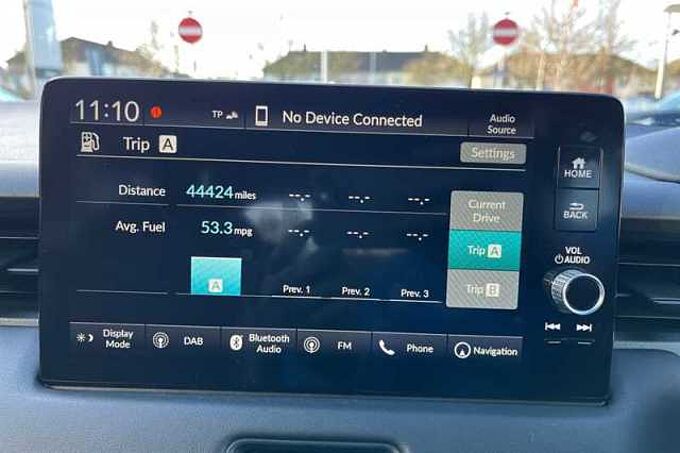 11:10 TP No Device Connected Audio Source
Trip A Settings
Distance 44424 miles --.- --.- --.-
Avg. Fuel 53.3 mpg --.- --.- --.-
Current Drive
Trip A
Trip B
A Prev. 1 Prev. 2 Prev. 3
Display Mode DAB Bluetooth Audio FM Phone Navigation
HOME
BACK
VOL
AUDIO